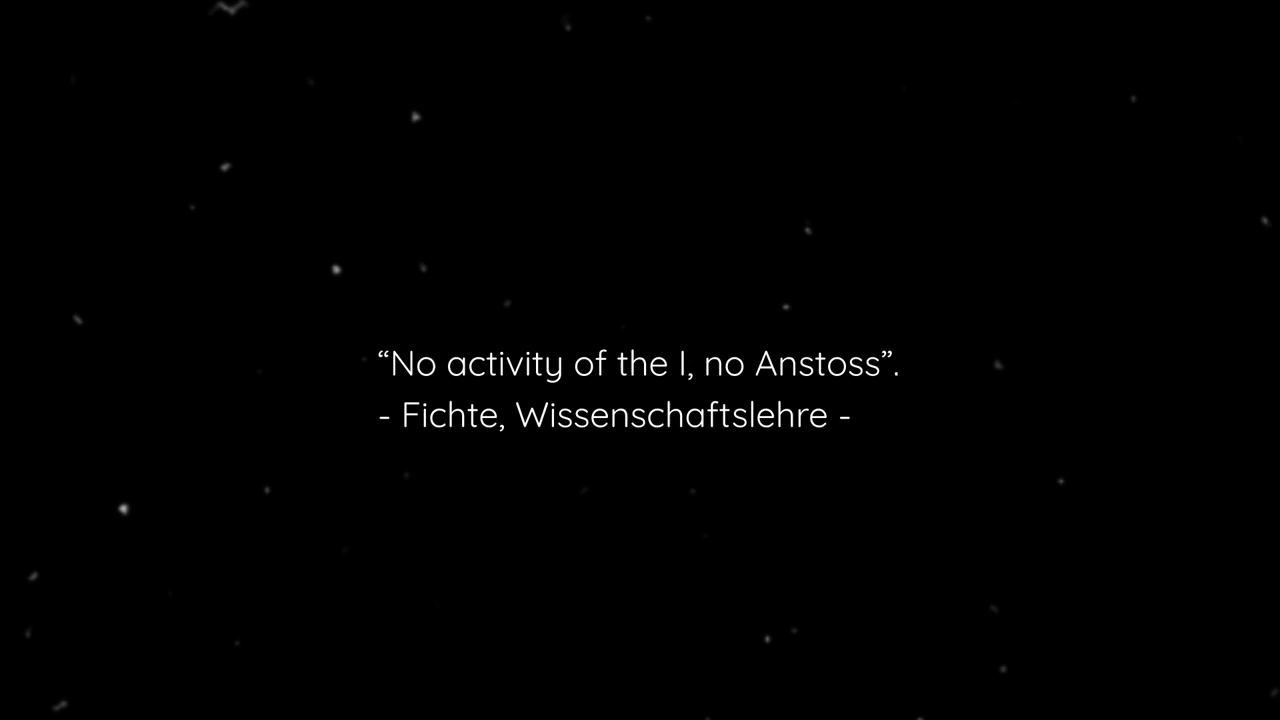 “No activity of the I, no Anstoss”.
- Fichte, Wissenschaftslehre -